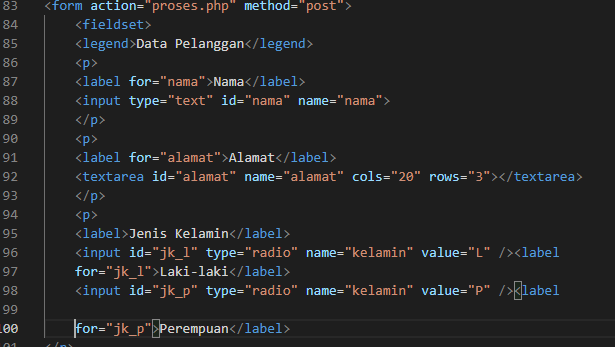 83 <form action="proses.php" method="post">
84 <fieldset>
85 <legend>Data Pelanggan</legend>
86 <p>
87 <label for="nama">Nama</label>
88 <input type="text" id="nama" name="nama">
89 </p>
90 <p>
91 <label for="alamat">Alamat</label>
92 <textarea id="alamat" name="alamat" cols="20" rows="3"></textarea>
93 </p>
94 <p>
95 <label>Jenis Kelamin</label>
96 <input id="jk_l" type="radio" name="kelamin" value="L" /><label
97 for="jk_l">Laki-laki</label>
98 <input id="jk_p" type="radio" name="kelamin" value="P" /><label
99
100 for="jk_p">Perempuan</label>
101 </p>